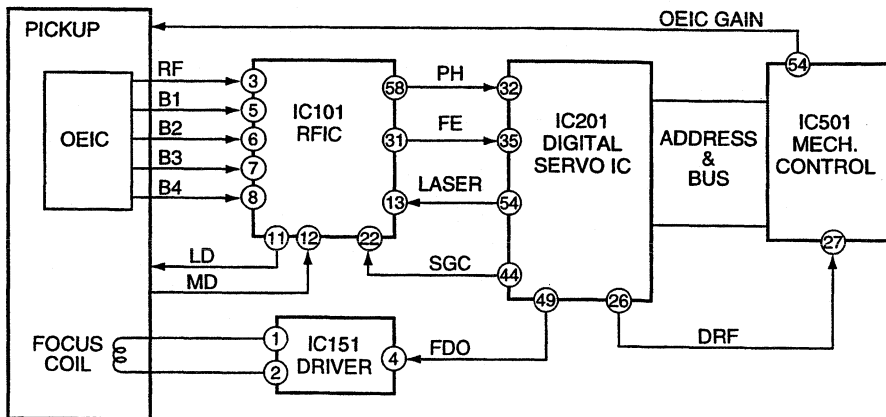 OEIC GAIN
PICKUP
54
RF
3
58
PH
32
IC101
RFIC
IC201
DIGITAL
SERVO IC
IC501
MECH.
CONTROL
B1
5
OEIC
B2
6
31
FE
35
ADDRESS
&
BUS
B3
7
B4
8
13
LASER
54
11
12
22
27
LD
MD
SGC
44
49
26
FOCUS
COIL
1
2
IC151
DRIVER
4
FDO
DRF